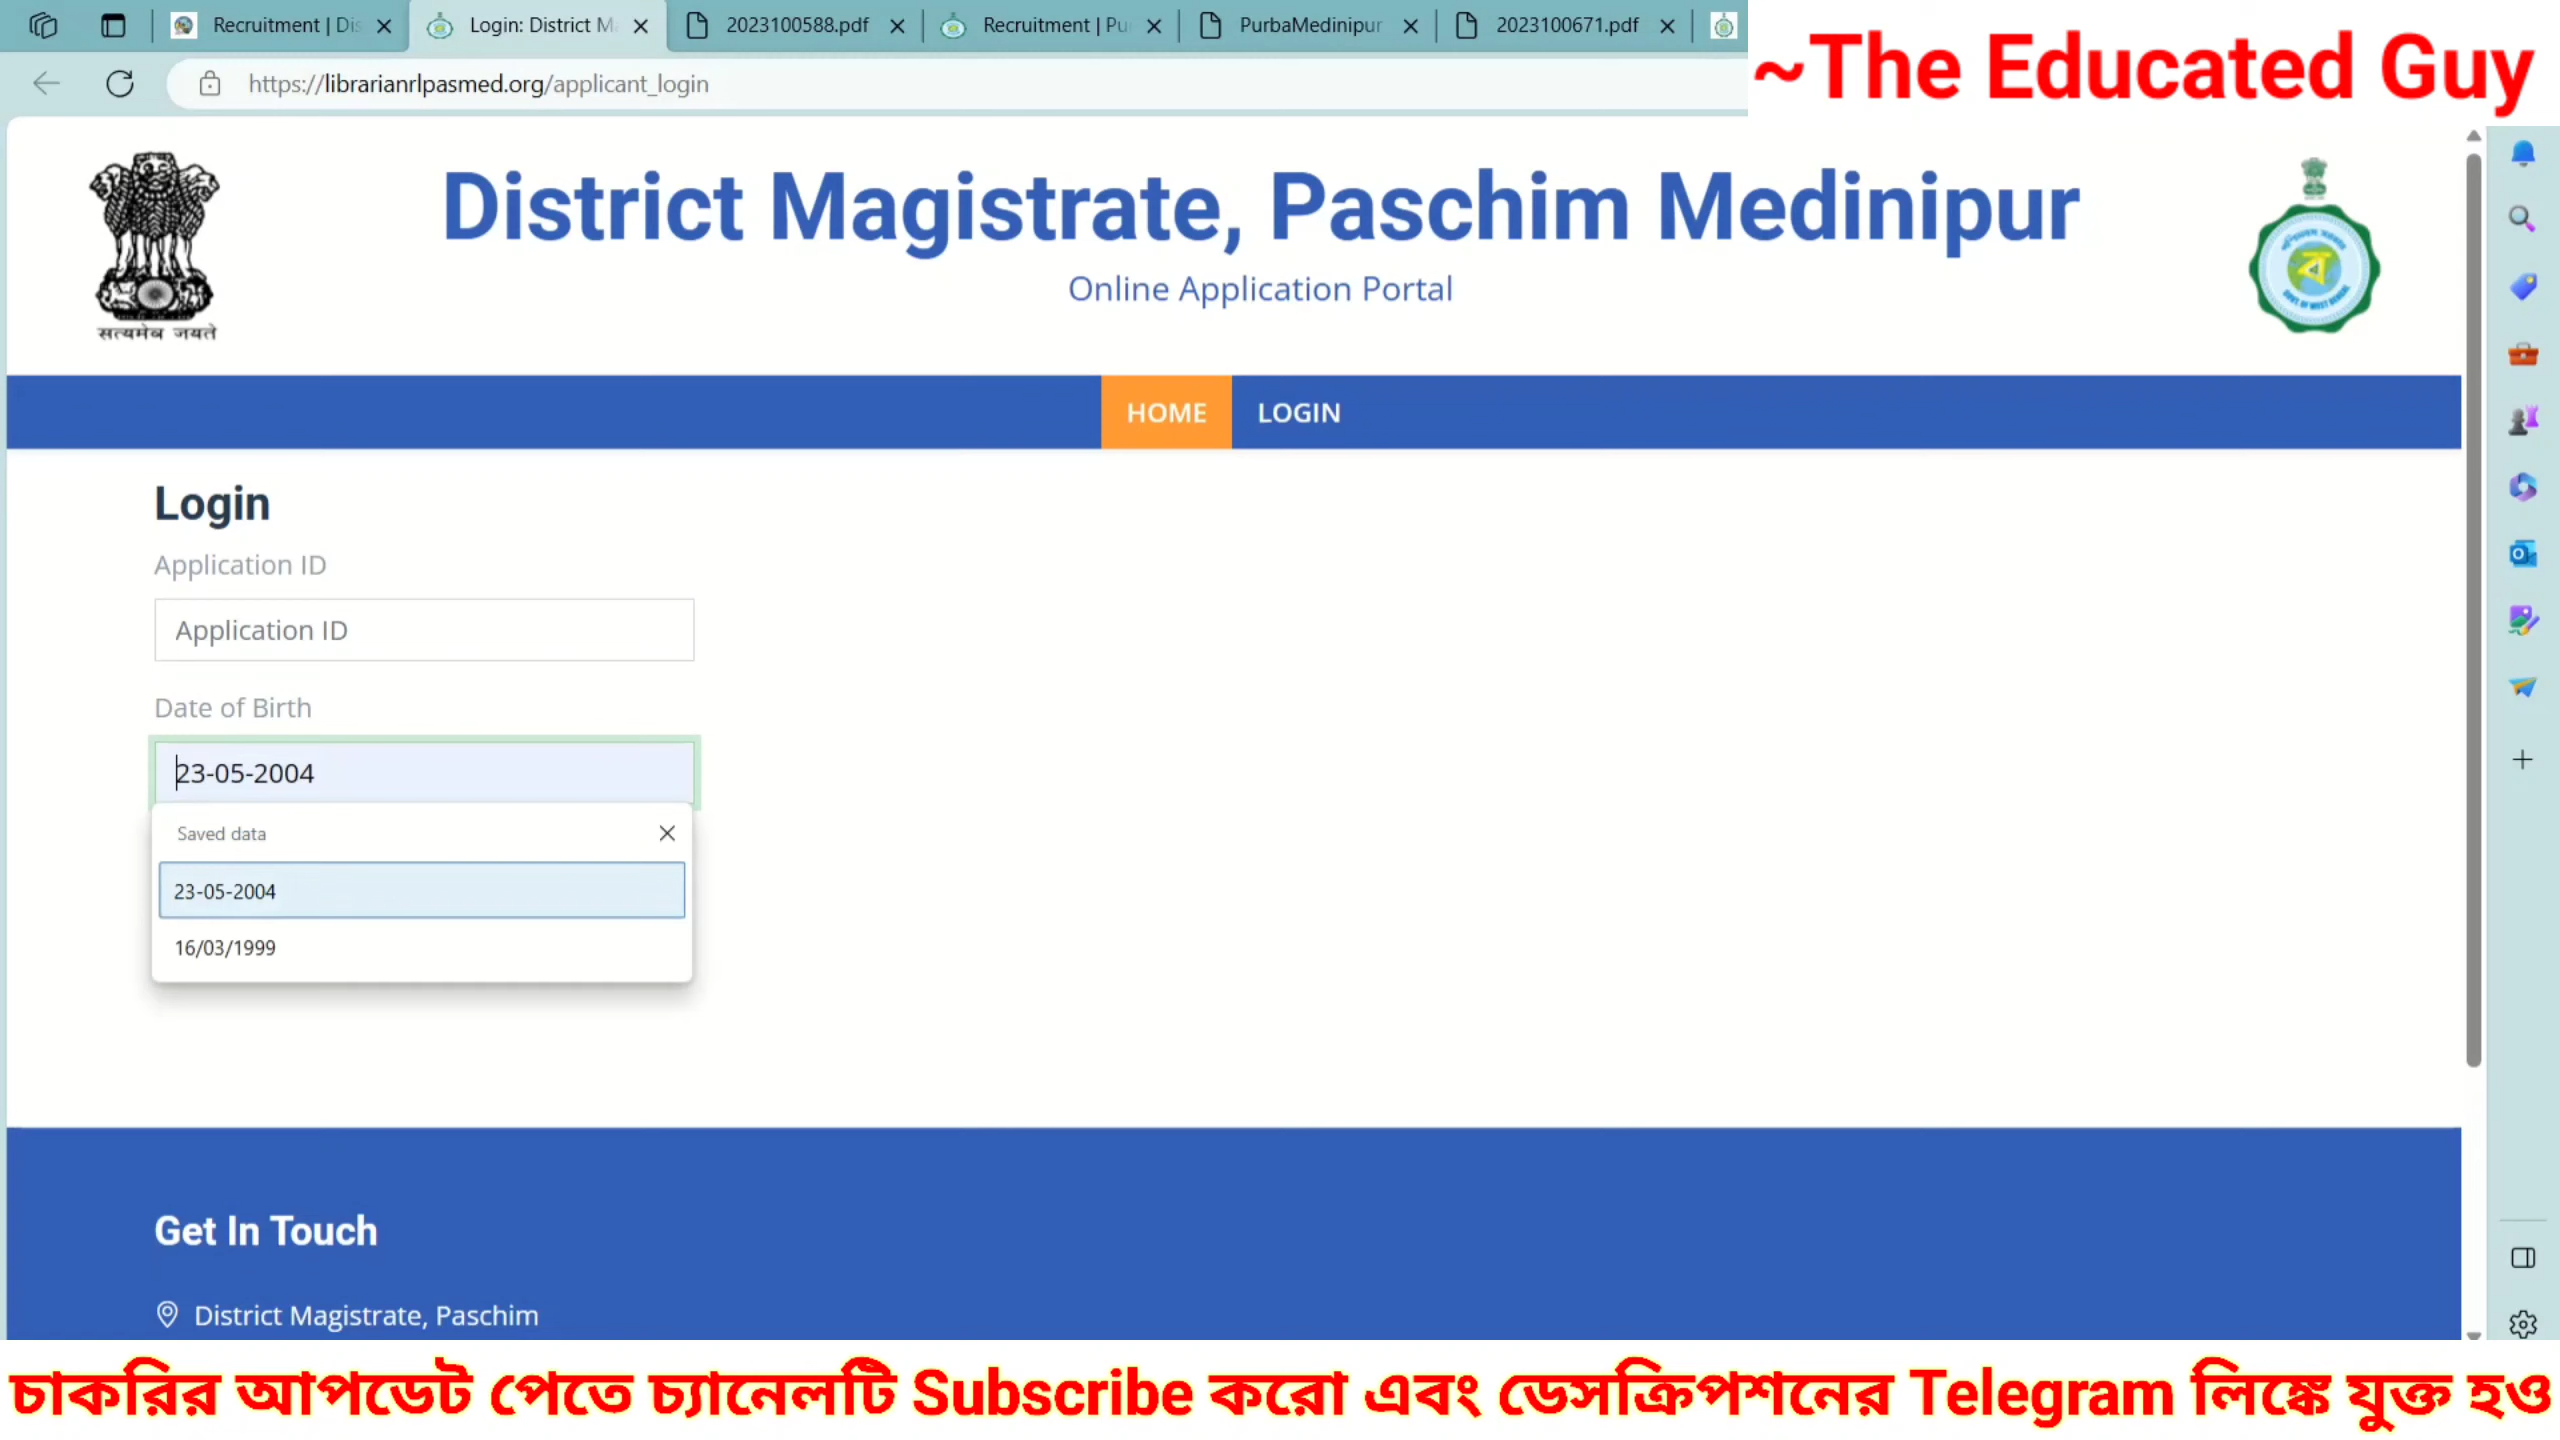 Recruitment | Dis
Login: District M
2023100588.pdf
Recruitment | Pu
PurbaMedinipur
2023100671.pdf
~The Educated Guy
https://librarianrlpasmed.org/applicant_login
District Magistrate, Paschim Medinipur
Online Application Portal
सत्यमेव जयते
HOME
LOGIN
Login
Application ID
Application ID
Date of Birth
23-05-2004
Saved data
23-05-2004
16/03/1999
Get In Touch
District Magistrate, Paschim
চাকরির আপডেট পেতে চ্যানেলটি Subscribe করো এবং ডেসক্রিপশনের Telegram লিঙ্কে যুক্ত হও